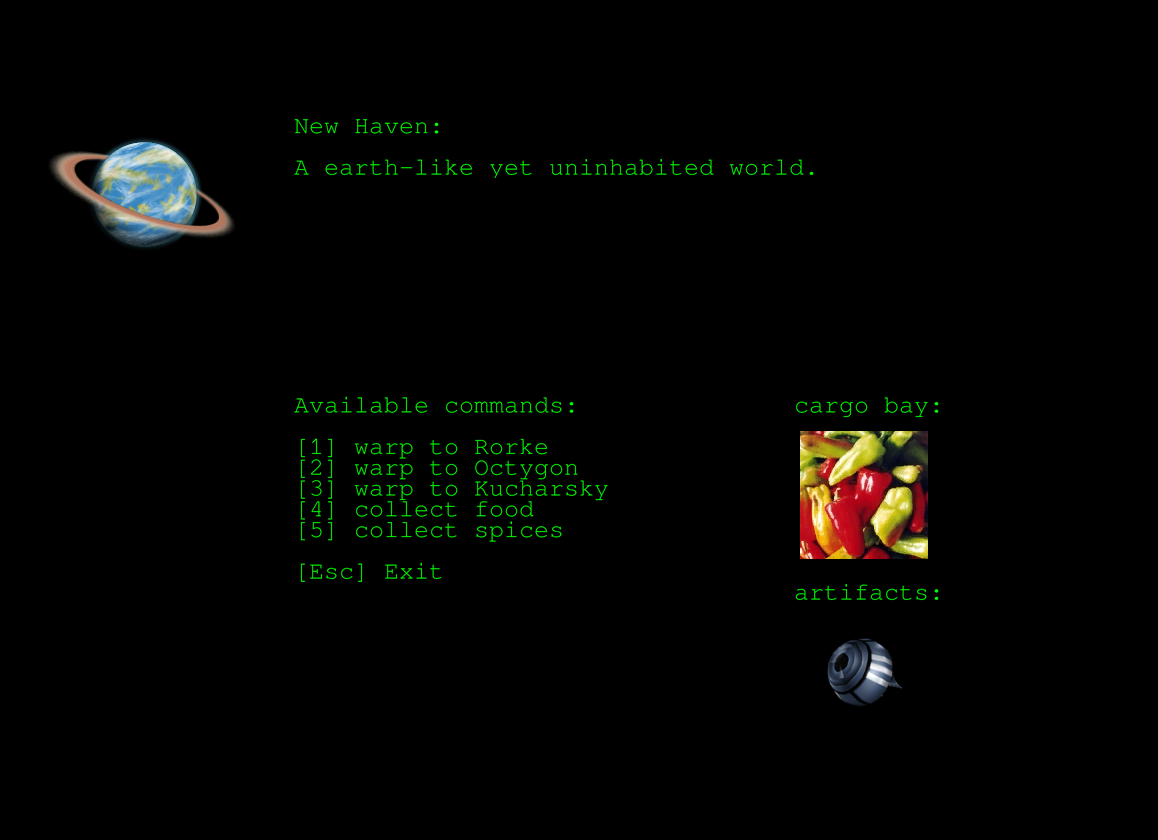 New Haven:
A earth-like yet uninhabited world.
Available commands:
[1] warp to Rorke
[2] warp to Octygon
[3] warp to Kucharsky
[4] collect food
[5] collect spices
[Esc] Exit
cargo bay:
artifacts: